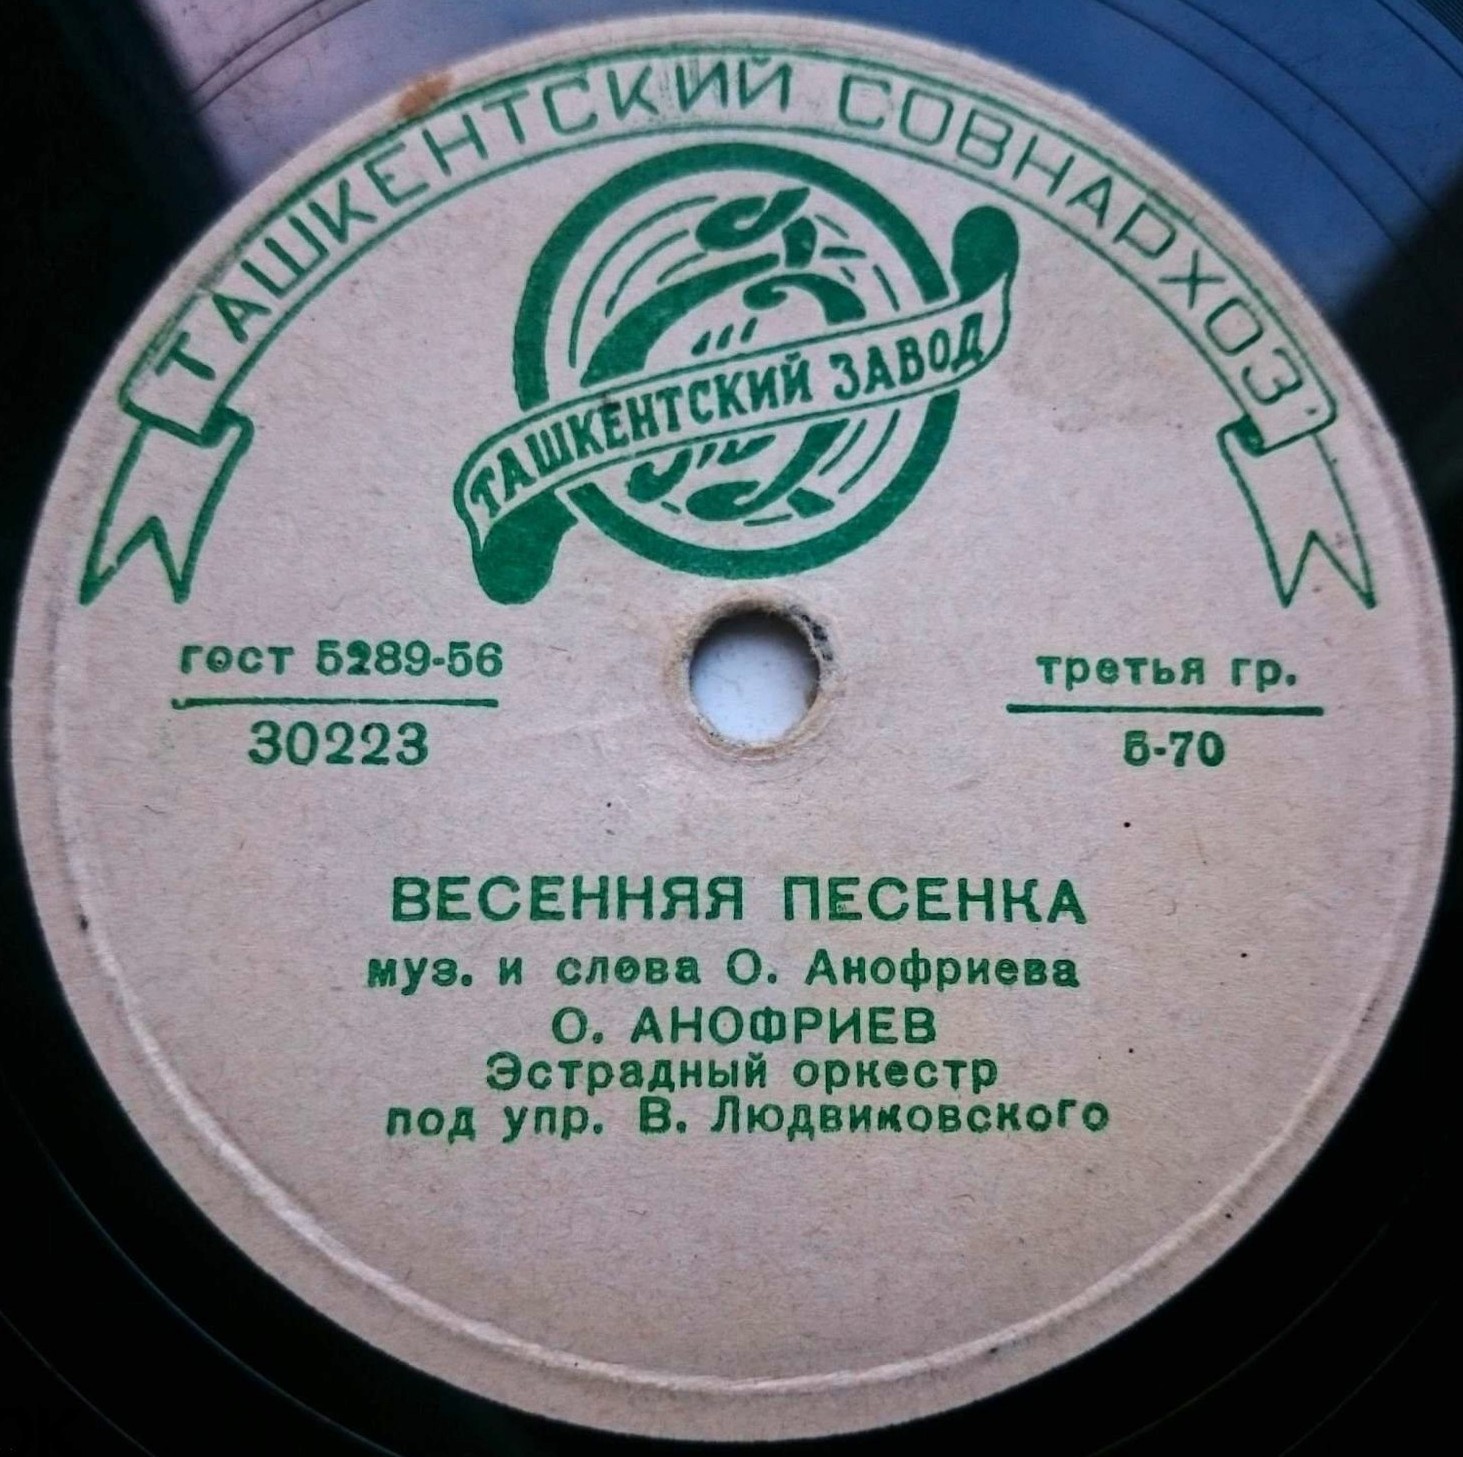 ТАШКЕНТСКИЙ СОВНАРХОЗ
ТАШКЕНТСКИЙ ЗАВОД
гост 5289-56
30223
третья гр.
5-70
ВЕСЕННЯЯ ПЕСЕНКА
муз. и слова О. Анофриева
О. АНОФРИЕВ
Эстрадный оркестр
под упр. В. Людвиковского